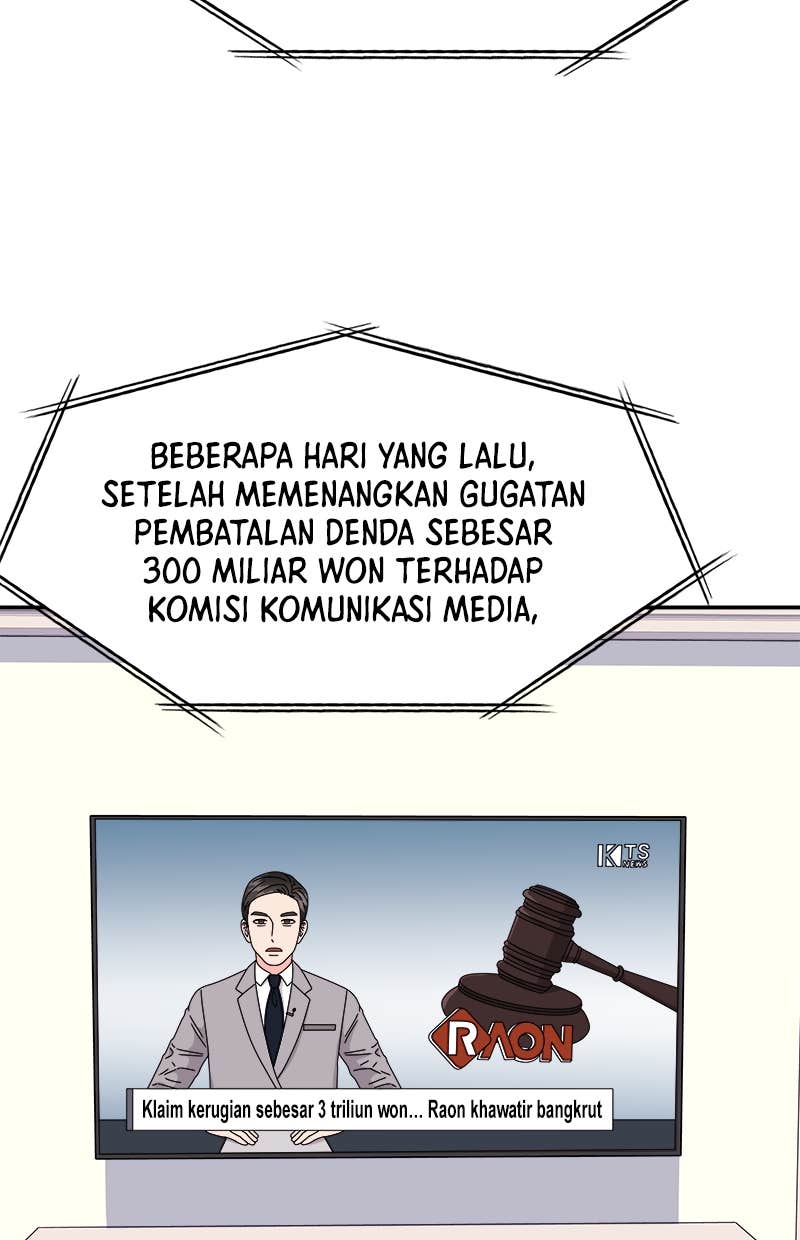 BEBERAPA HARI YANG LALU,
SETELAH MEMENANGKAN GUGATAN
PEMBATALAN DENDA SEBESAR
300 MILIAR WON TERHADAP
KOMISI KOMUNIKASI MEDIA,
KTS
NEWS
RAON
Klaim kerugian sebesar 3 triliun won... Raon khawatir bangkrut